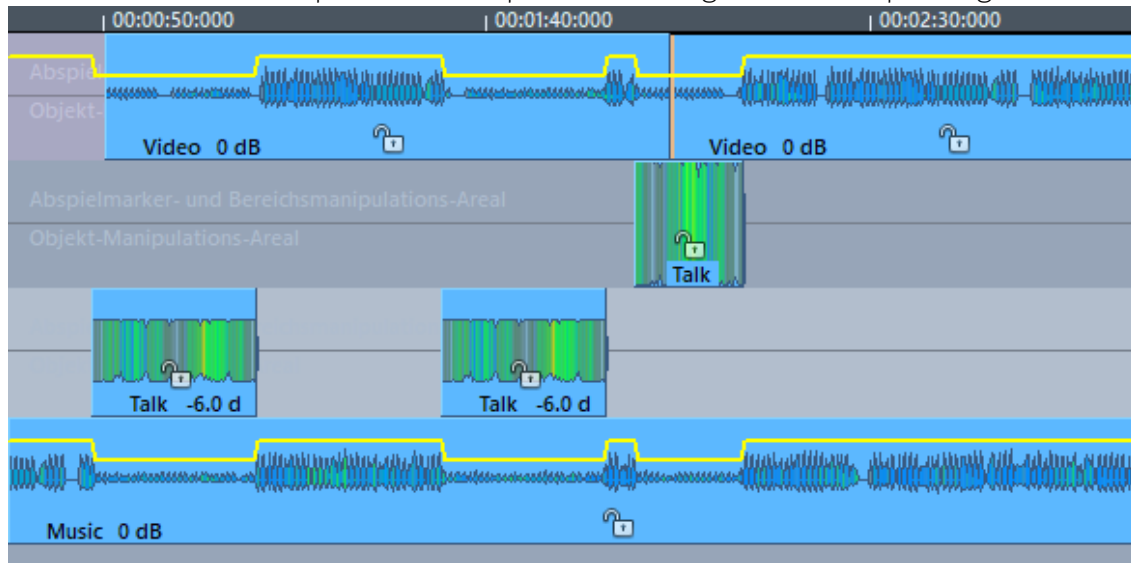 00:00:50:000 00:01:40:000 00:02:30:000
Abspiel
Objekt-
Video 0 dB Video 0 dB
Abspielmarker- und Bereichsmanipulations-Areal
Objekt-Manipulations-Areal
Talk
Talk -6.0 d Talk -6.0 d
Music 0 dB